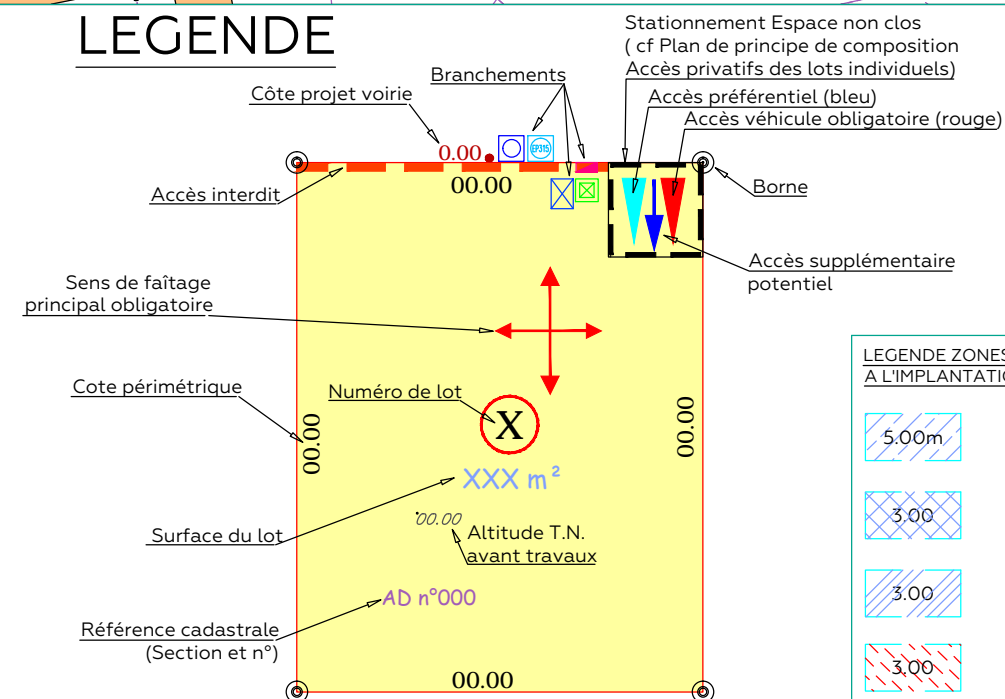 LEGENDE
Stationnement Espace non clos
( cf Plan de principe de composition
Accès privatifs des lots individuels)
Branchements
Accès préférentiel (bleu)
Côte projet voirie
Accès véhicule obligatoire (rouge)
0.00
EP315
00.00
Accès interdit
Borne
Accès supplémentaire
potentiel
Sens de faîtage
principal obligatoire
Cote périmétrique
Numéro de lot
X
00.00
00.00
XXX m²
Surface du lot
00.00
Altitude T.N.
avant travaux
AD n°000
Référence cadastrale
(Section et n°)
00.00
LEGENDE ZONES
A L'IMPLANTATIO
5.00m
3.00
3.00
3.00